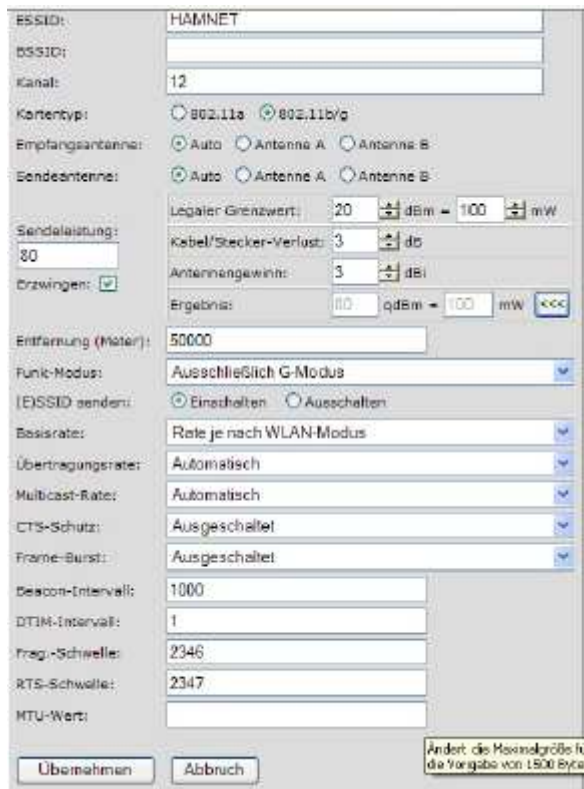 ESSID: HAMNET
BSSID:
Kanal: 12
Kartentyp: 802.11a 802.11b/g
Empfangsantenne: Auto Antenne A Antenne B
Sendeantenne: Auto Antenne A Antenne B
Sendeleistung:
80
Erzwingen:
Legaler Grenzwert: 20 dBm = 100 mW
Kabel/Stecker-Verlust: 3 dB
Antennengewinn: 3 dBi
Ergebnis: 80 qdBm = 100 mW <<<
Entfernung (Meter): 50000
Funk-Modus: Ausschließlich G-Modus
(E)SSID senden: Einschalten Ausschalten
Basisrate: Rate je nach WLAN-Modus
Übertragungsrate: Automatisch
Multicast-Rate: Automatisch
CTS-Schutz: Ausgeschaltet
Frame-Burst: Ausgeschaltet
Beacon-Intervall: 1000
DTIM-Intervall: 1
Frag.-Schwelle: 2346
RTS-Schwelle: 2347
MTU-Wert:
Ändert die Maximalgröße fü
die Vorgabe von 1500 Byte
Übernehmen Abbruch